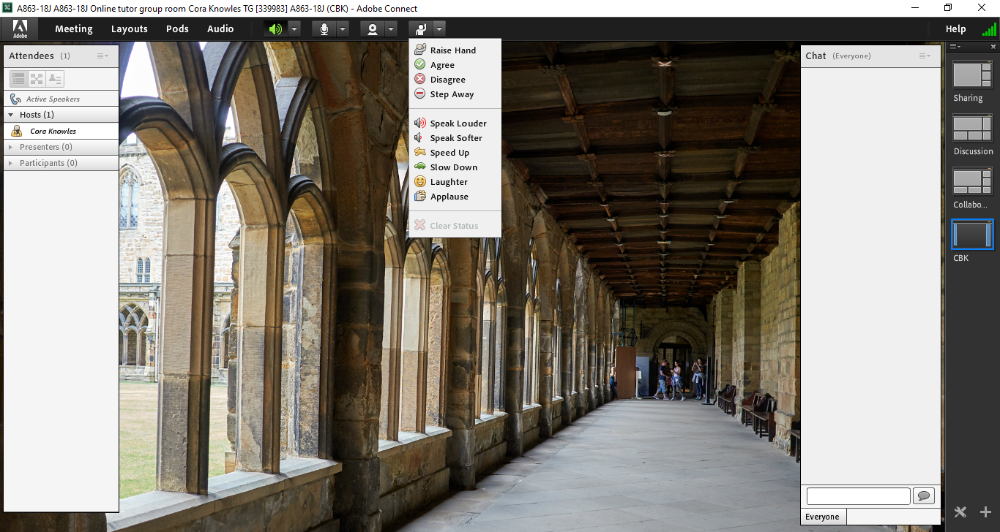 A863-18J A863-18J Online tutor group room Cora Knowles TG [339983] A863-18J (CBK) - Adobe Connect
Adobe
Meeting
Layouts
Pods
Audio
Help
Attendees (1)
Active Speakers
Hosts (1)
Cora Knowles
Presenters (0)
Participants (0)
Raise Hand
Agree
Disagree
Step Away
Speak Louder
Speak Softer
Speed Up
Slow Down
Laughter
Applause
Clear Status
Chat (Everyone)
Everyone
Sharing
Discussion
Collabo...
CBK